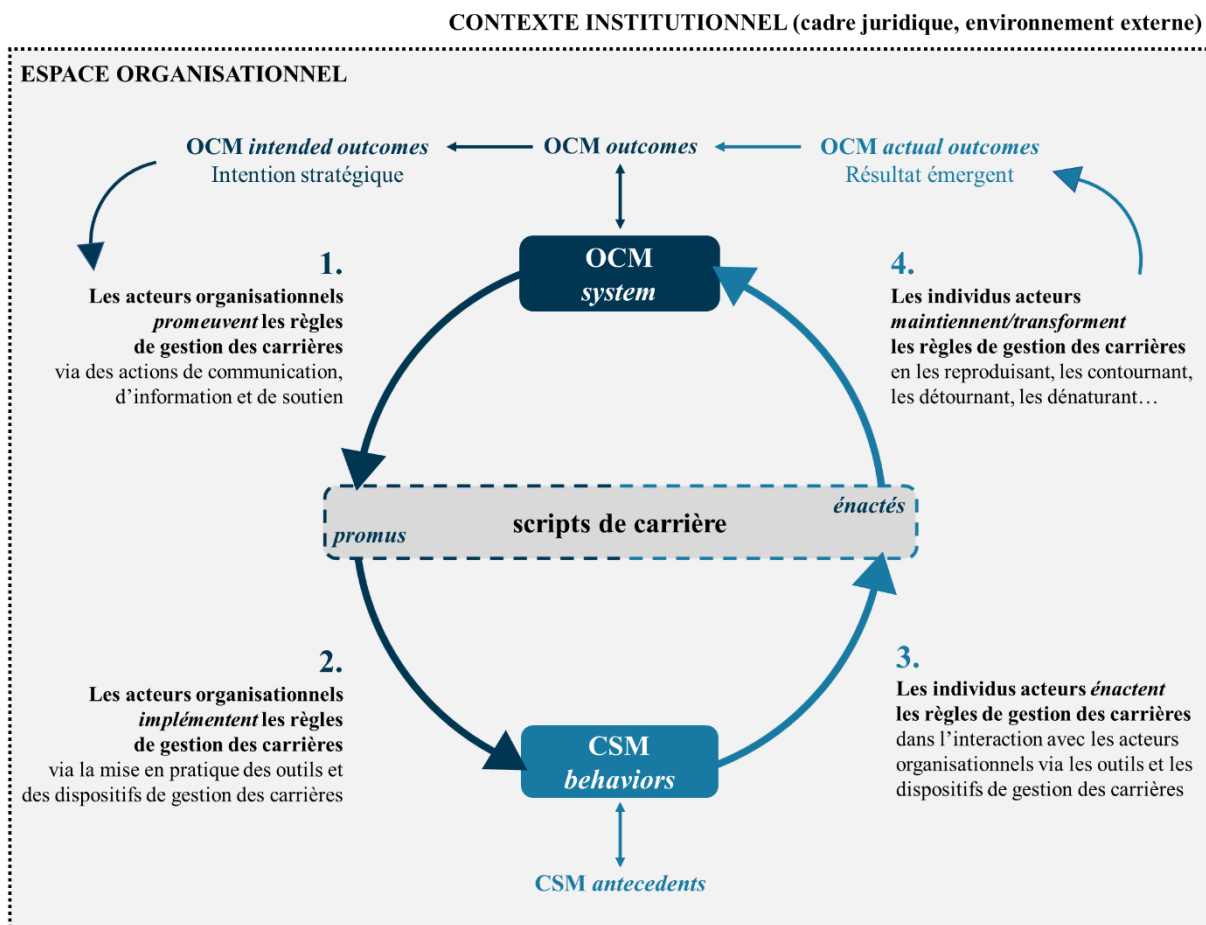 CONTEXTE INSTITUTIONNEL (cadre juridique, environnement externe)
ESPACE ORGANISATIONNEL
OCM intended outcomes
Intention stratégique
OCM outcomes
OCM actual outcomes
Résultat émergent
OCM
system
1.
Les acteurs organisationnels
promeuvent les règles
de gestion des carrières
via des actions de communication,
d'information et de soutien
4.
Les individus acteurs
maintiennent/transforment
les règles de gestion des carrières
en les reproduisant, les contournant,
les détournant, les dénaturant…
promus
scripts de carrière
énactés
2.
Les acteurs organisationnels
implémentent les règles
de gestion des carrières
via la mise en pratique des outils et
des dispositifs de gestion des carrières
3.
Les individus acteurs énactent
les règles de gestion des carrières
dans l'interaction avec les acteurs
organisationnels via les outils et les
dispositifs de gestion des carrières
CSM
behaviors
CSM antecedents